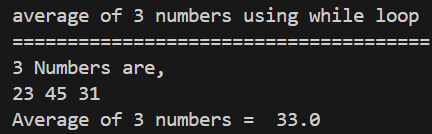 average of 3 numbers using while loop
======================================
3 Numbers are,
23 45 31
Average of 3 numbers =  33.0